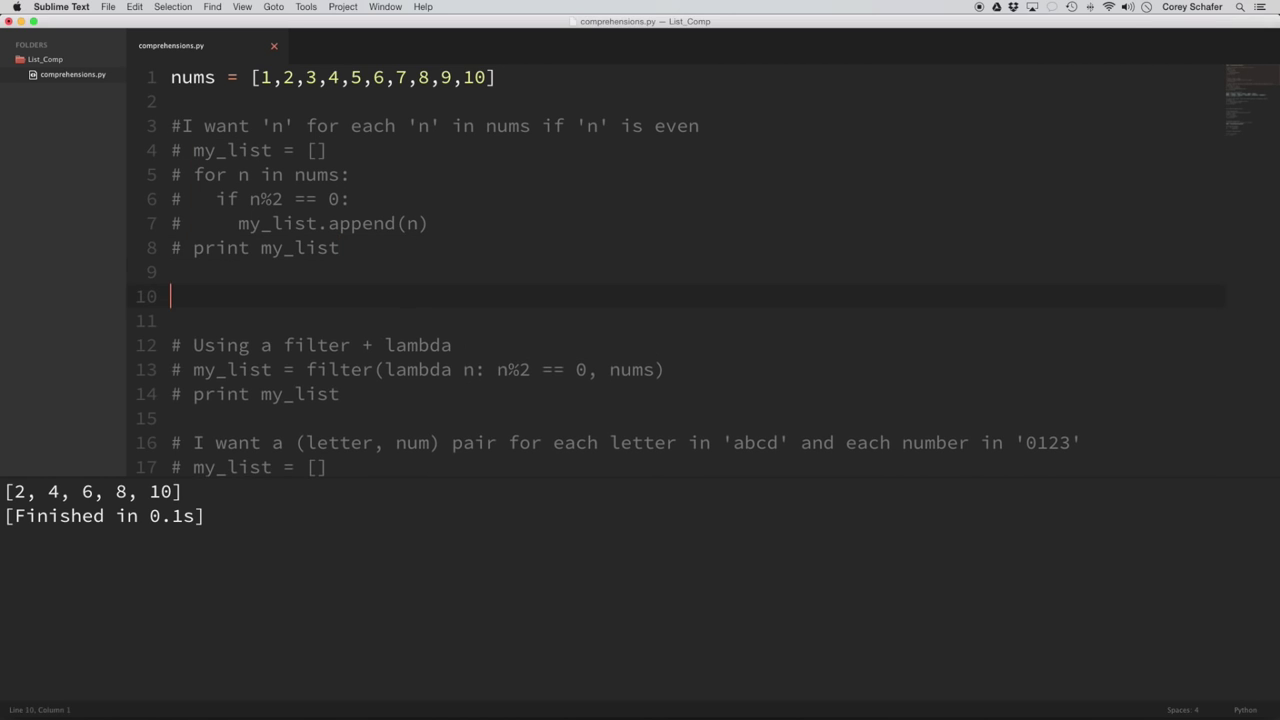 Sublime Text File Edit Selection Find View Goto Tools Project Window Help Corey Schafer
comprehensions.py — List_Comp
FOLDERS
List_Comp
comprehensions.py
comprehensions.py
1 nums = [1,2,3,4,5,6,7,8,9,10]
2
3 #I want 'n' for each 'n' in nums if 'n' is even
4 # my_list = []
5 # for n in nums:
6 #   if n%2 == 0:
7 #     my_list.append(n)
8 # print my_list
9
10
11
12 # Using a filter + lambda
13 # my_list = filter(lambda n: n%2 == 0, nums)
14 # print my_list
15
16 # I want a (letter, num) pair for each letter in 'abcd' and each number in '0123'
17 # my_list = []
[2, 4, 6, 8, 10]
[Finished in 0.1s]
Line 10, Column 1 Spaces: 4 Python